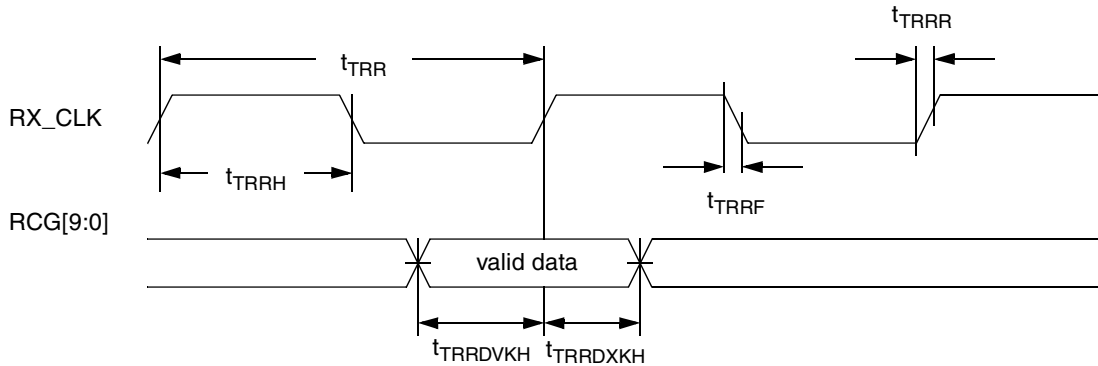 tTRRR
tTRR
RX_CLK
tTRRH
tTRRF
RCG[9:0]
valid data
tTRRDVKH tTRRDXKH